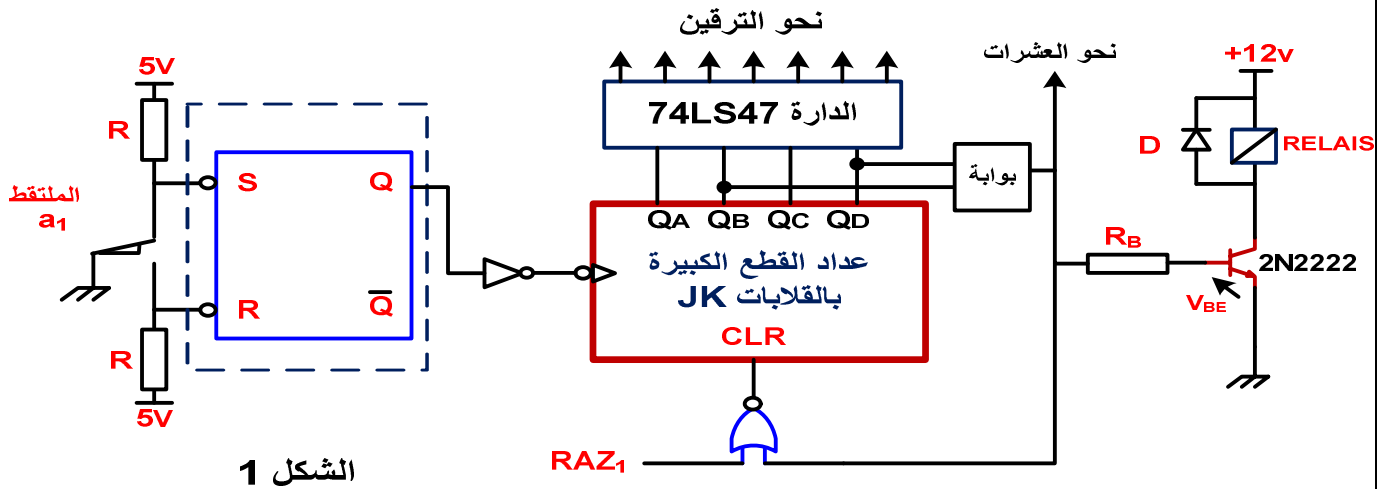 نحو الترقين
نحو العشرات
+12v
5V
R
S
Q
الملتقط
a1
R
Q̅
R
5V
الدارة 74LS47
QA QB QC QD
بوابة
عداد القطع الكبيرة
بالقلابات JK
CLR
RAZ1
D
RELAIS
RB
2N2222
VBE
الشكل 1